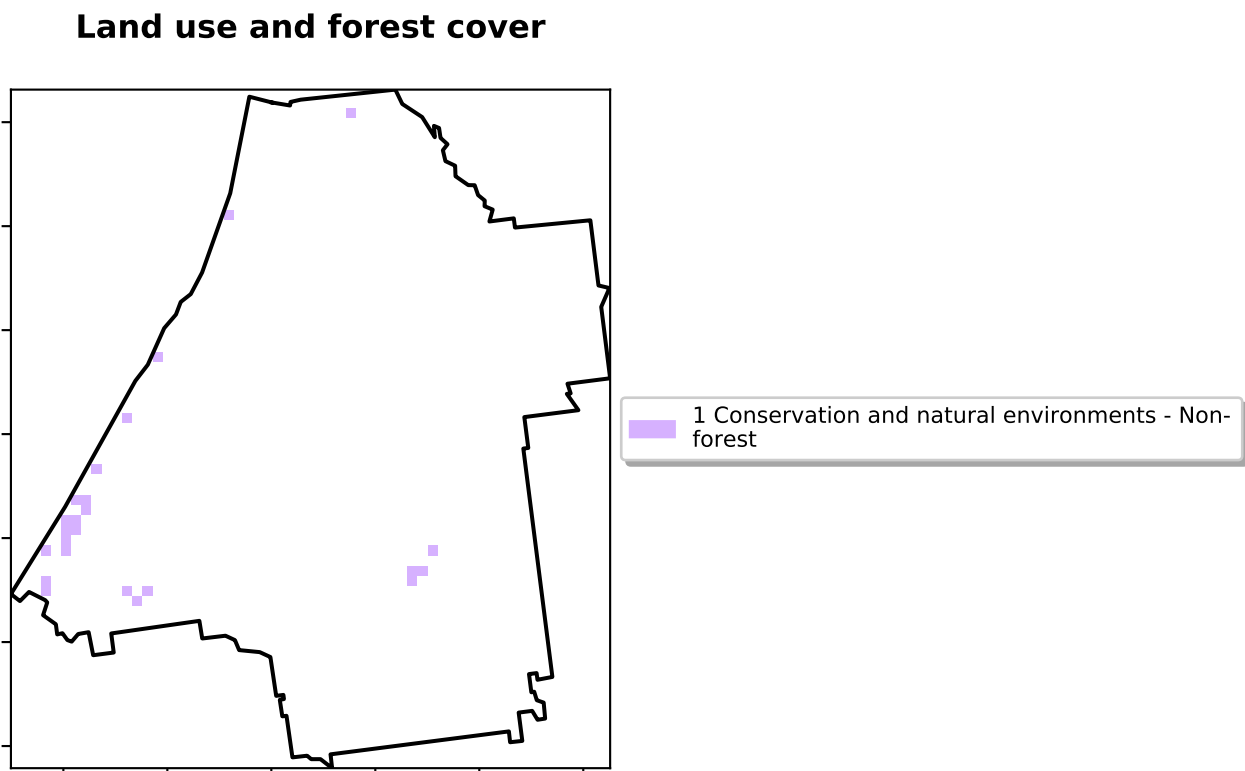 Land use and forest cover
1 Conservation and natural environments - Non-
forest